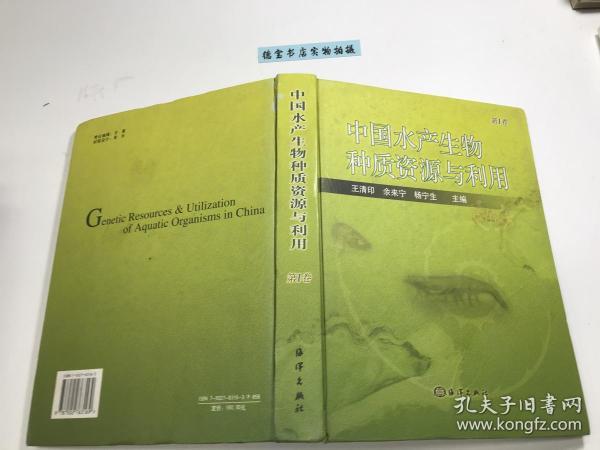 德宝书店实物拍摄
Genetic Resources & Utilization
of Aquatic Organisms in China
中国水产生物种质资源与利用
第1卷
海洋出版社
第1卷
中国水产生物
种质资源与利用
王清印 余来宁 杨宁生 主编
海洋出版社
孔夫子旧书网
www.kongfz.com